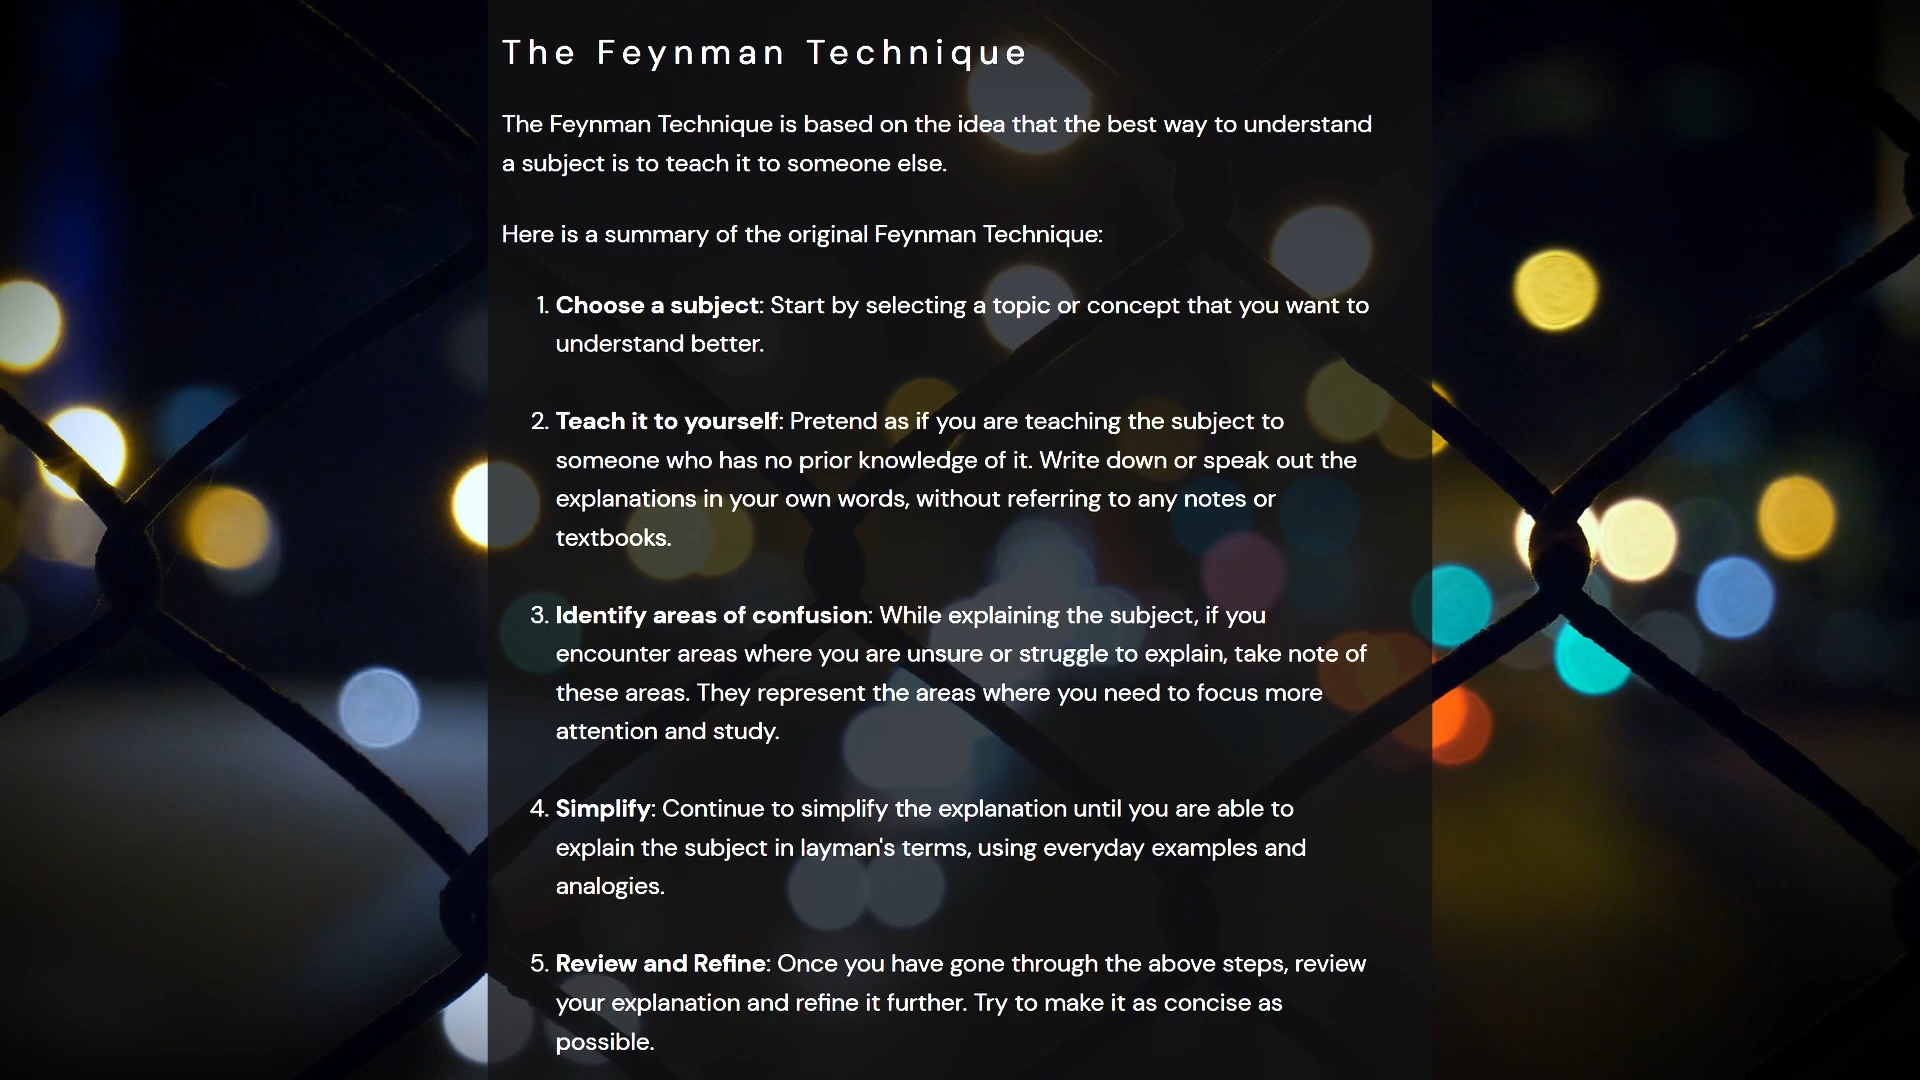 The Feynman Technique
The Feynman Technique is based on the idea that the best way to understand
a subject is to teach it to someone else.
Here is a summary of the original Feynman Technique:
1. Choose a subject: Start by selecting a topic or concept that you want to
understand better.
2. Teach it to yourself: Pretend as if you are teaching the subject to
someone who has no prior knowledge of it. Write down or speak out the
explanations in your own words, without referring to any notes or
textbooks.
3. Identify areas of confusion: While explaining the subject, if you
encounter areas where you are unsure or struggle to explain, take note of
these areas. They represent the areas where you need to focus more
attention and study.
4. Simplify: Continue to simplify the explanation until you are able to
explain the subject in layman's terms, using everyday examples and
analogies.
5. Review and Refine: Once you have gone through the above steps, review
your explanation and refine it further. Try to make it as concise as
possible.